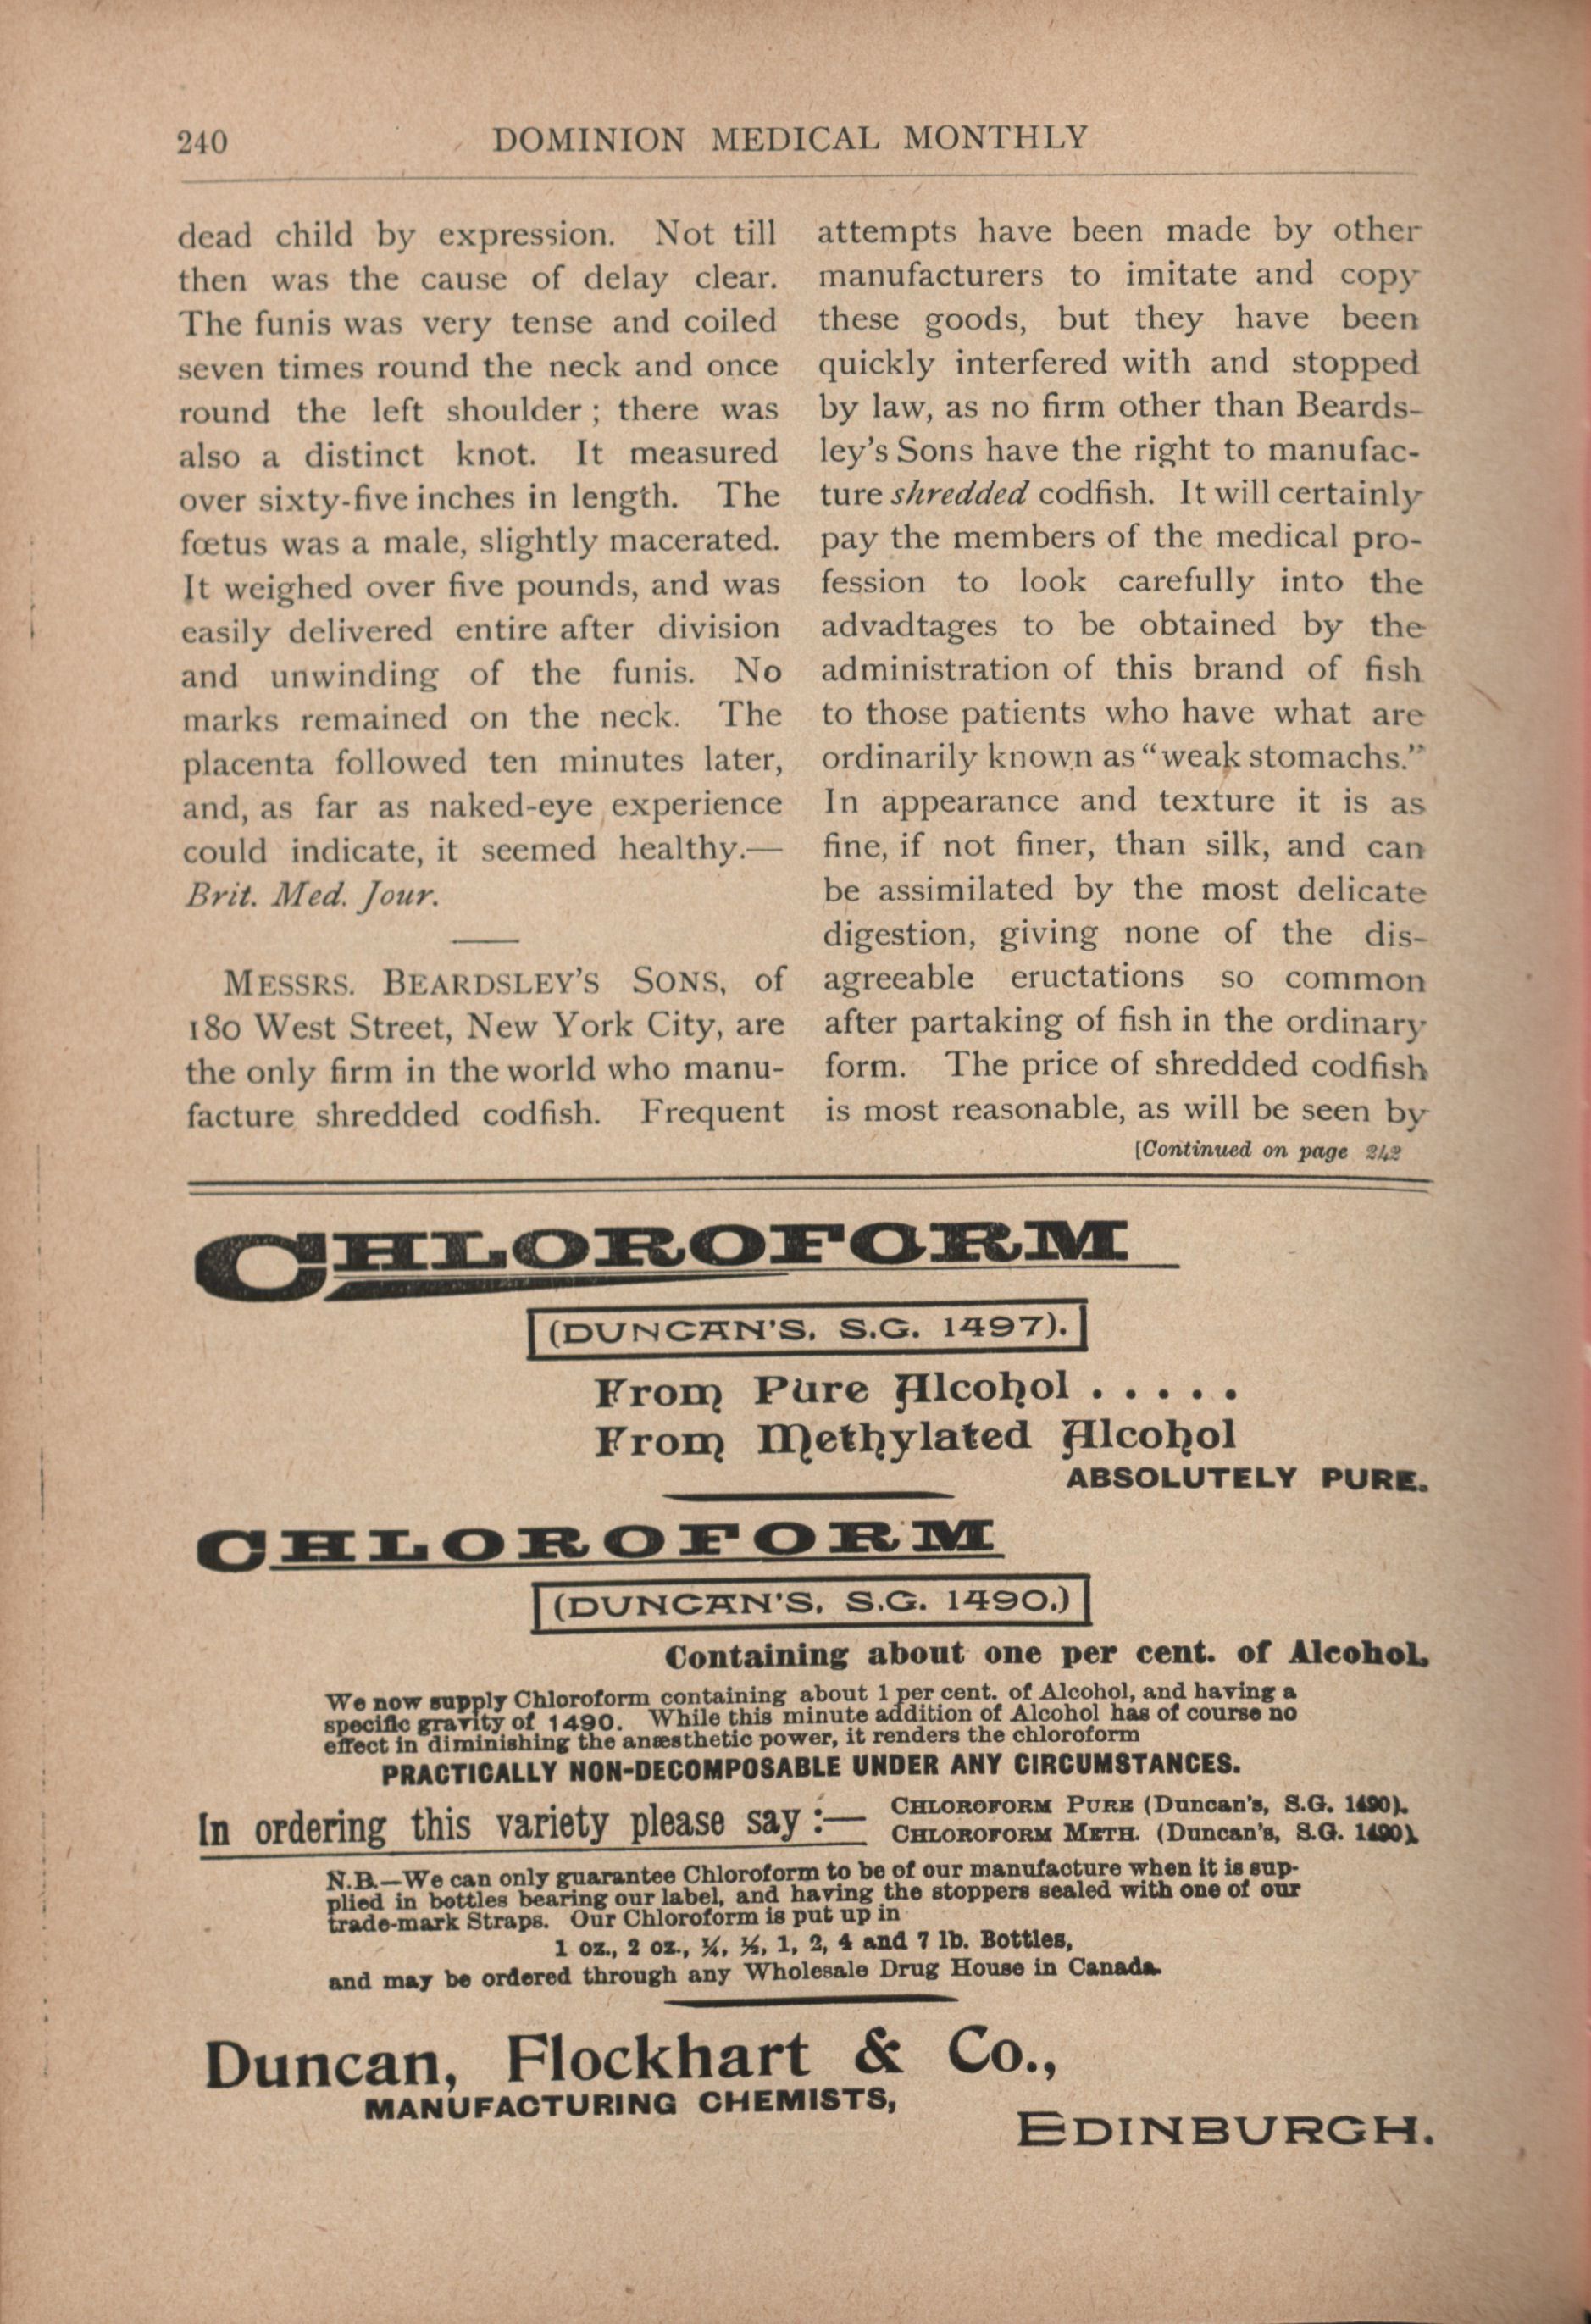 240
DOMINION MEDICAL MONTHLY
dead child by expression. Not till
then was the cause of delay clear.
The funis was very tense and coiled
seven times round the neck and once
round the left shoulder ; there was
also a distinct knot. It measured
over sixty-five inches in length. The
fœtus was a male, slightly macerated.
It weighed over five pounds, and was
easily delivered entire after division
and unwinding of the funis. No
marks remained on the neck. The
placenta followed ten minutes later,
and, as far as naked-eye experience
could indicate, it seemed healthy.—
Brit. Med. Jour.
MESSRS. BEARDSLEY'S SONS, of
180 West Street, New York City, are
the only firm in the world who manu-
facture shredded codfish. Frequent
attempts have been made by other
manufacturers to imitate and copy
these goods, but they have been
quickly interfered with and stopped
by law, as no firm other than Beards-
ley's Sons have the right to manufac-
ture shredded codfish. It will certainly
pay the members of the medical pro-
fession to look carefully into the
advadtages to be obtained by the
administration of this brand of fish
to those patients who have what are
ordinarily known as "weak stomachs."
In appearance and texture it is as
fine, if not finer, than silk, and can
be assimilated by the most delicate
digestion, giving none of the dis-
agreeable eructations so common
after partaking of fish in the ordinary
form. The price of shredded codfish
is most reasonable, as will be seen by
[Continued on page 242
CHLOROFORM
(DUNCAN'S. S.G. 1497).
From Pure Alcohol . . . . .
From Methylated Alcohol
ABSOLUTELY PURE.
CHLOROFORM
(DUNCAN'S. S.G. 1490.)
Containing about one per cent. of Alcohol.
We now supply Chloroform containing about 1 per cent. of Alcohol, and having a
specific gravity of 1490. While this minute addition of Alcohol has of course no
effect in diminishing the anæsthetic power, it renders the chloroform
PRACTICALLY NON-DECOMPOSABLE UNDER ANY CIRCUMSTANCES.
In ordering this variety please say :—
CHLOROFORM PURE (Duncan's, S.G. 1490).
CHLOROFORM METH. (Duncan's, S.G. 1490).
N.B.—We can only guarantee Chloroform to be of our manufacture when it is sup-
plied in bottles bearing our label, and having the stoppers sealed with one of our
trade-mark Straps. Our Chloroform is put up in
1 oz., 2 oz., ¼, ½, 1, 2, 4 and 7 lb. Bottles,
and may be ordered through any Wholesale Drug House in Canada.
Duncan, Flockhart & Co.,
MANUFACTURING CHEMISTS,
EDINBURGH.